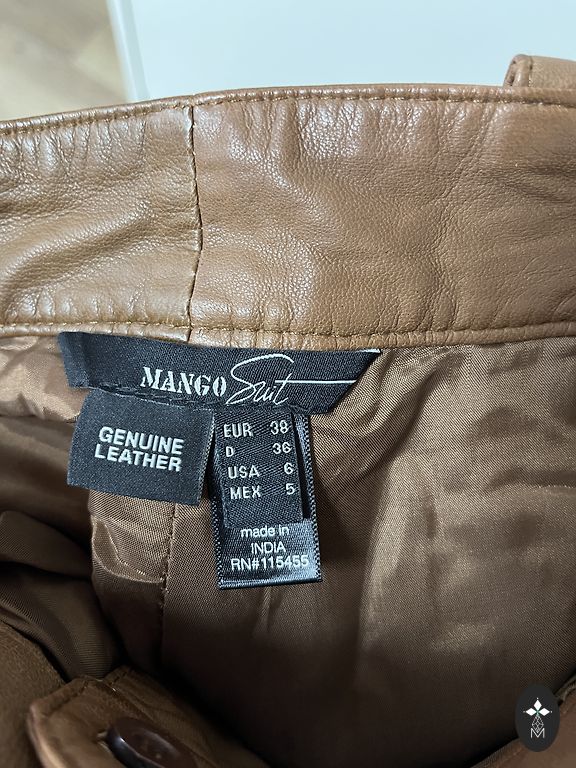 MANGO Suit
GENUINE
LEATHER
EUR 38
D 36
USA 6
MEX 5
made in
INDIA
RN#115455
M